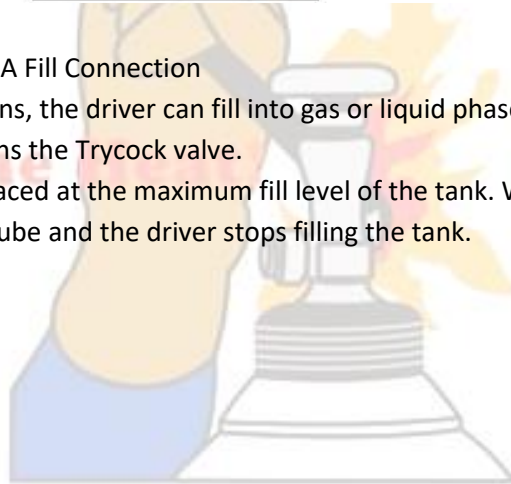 A Fill Connection
ns, the driver can fill into gas or liquid phase
ns the Trycock valve.
aced at the maximum fill level of the tank. W
ube and the driver stops filling the tank.